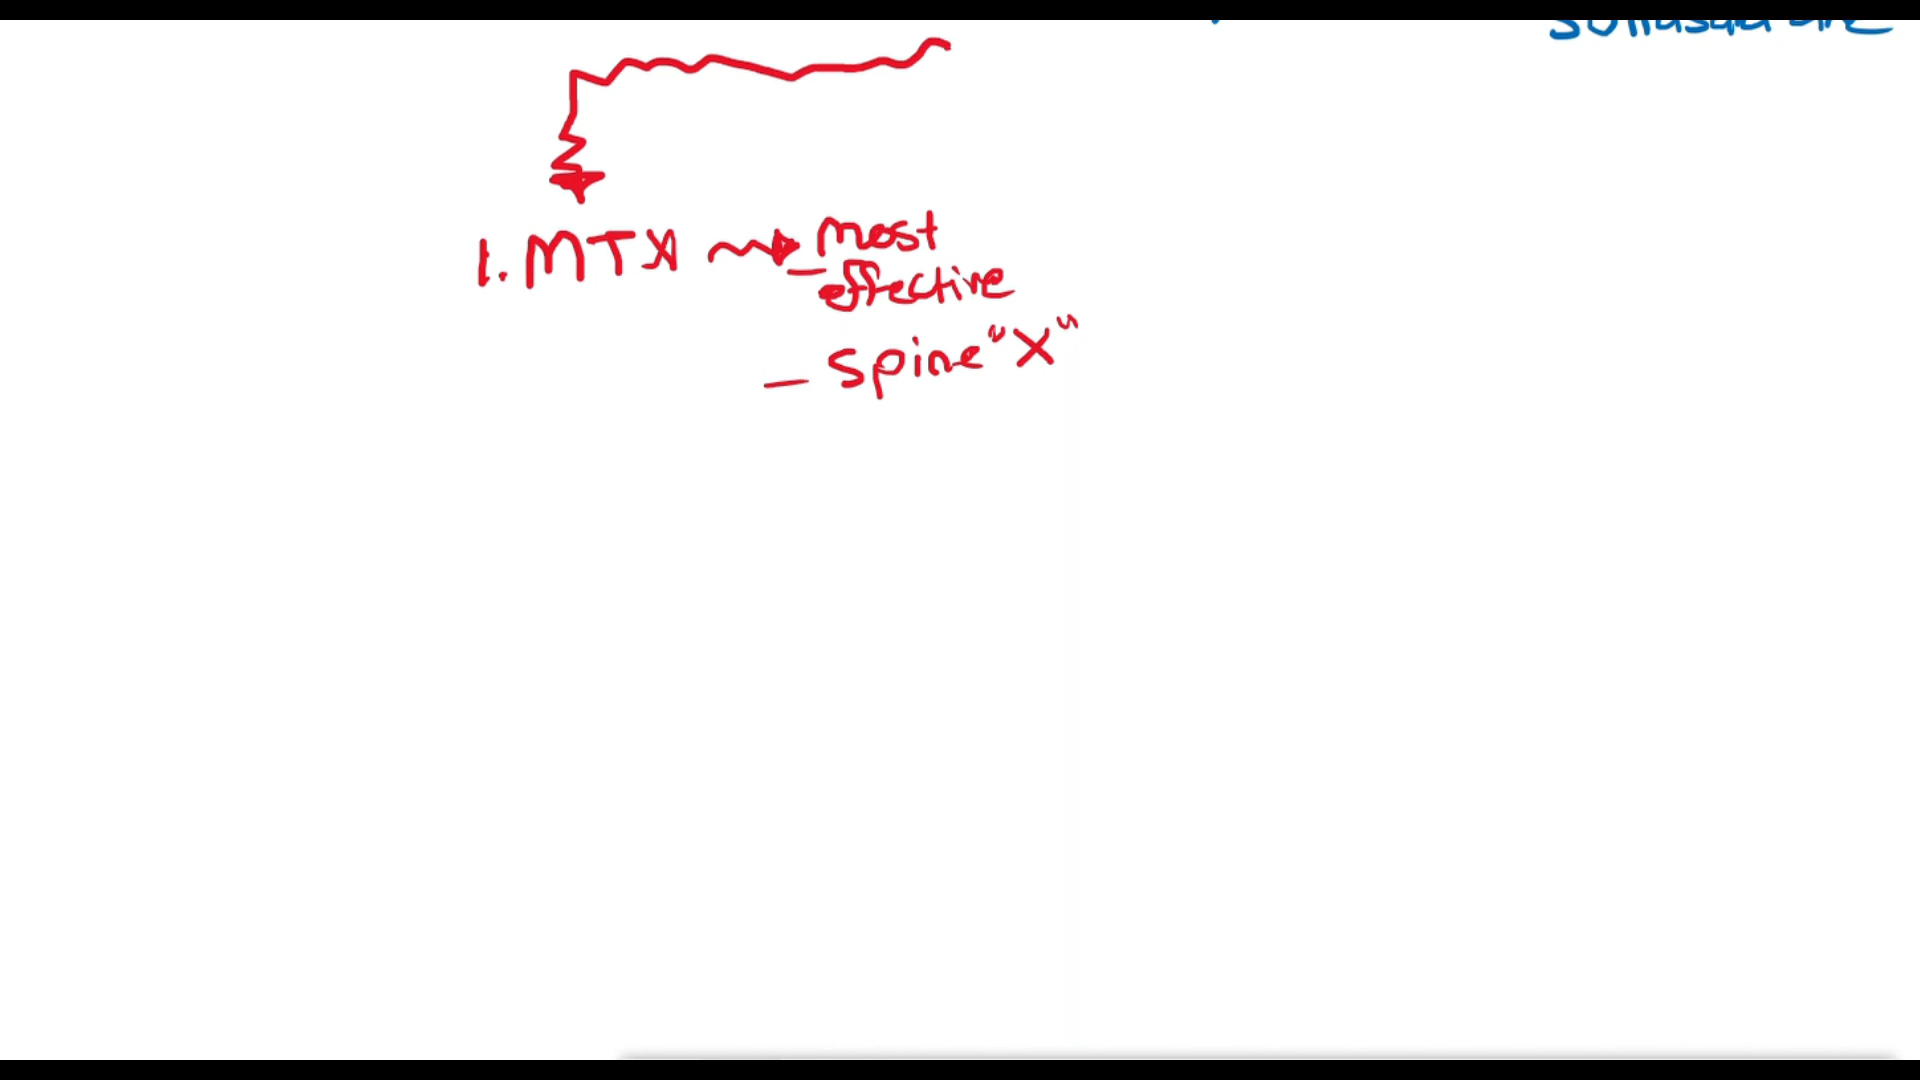 1. MTX → - most
effective
- spine "X"